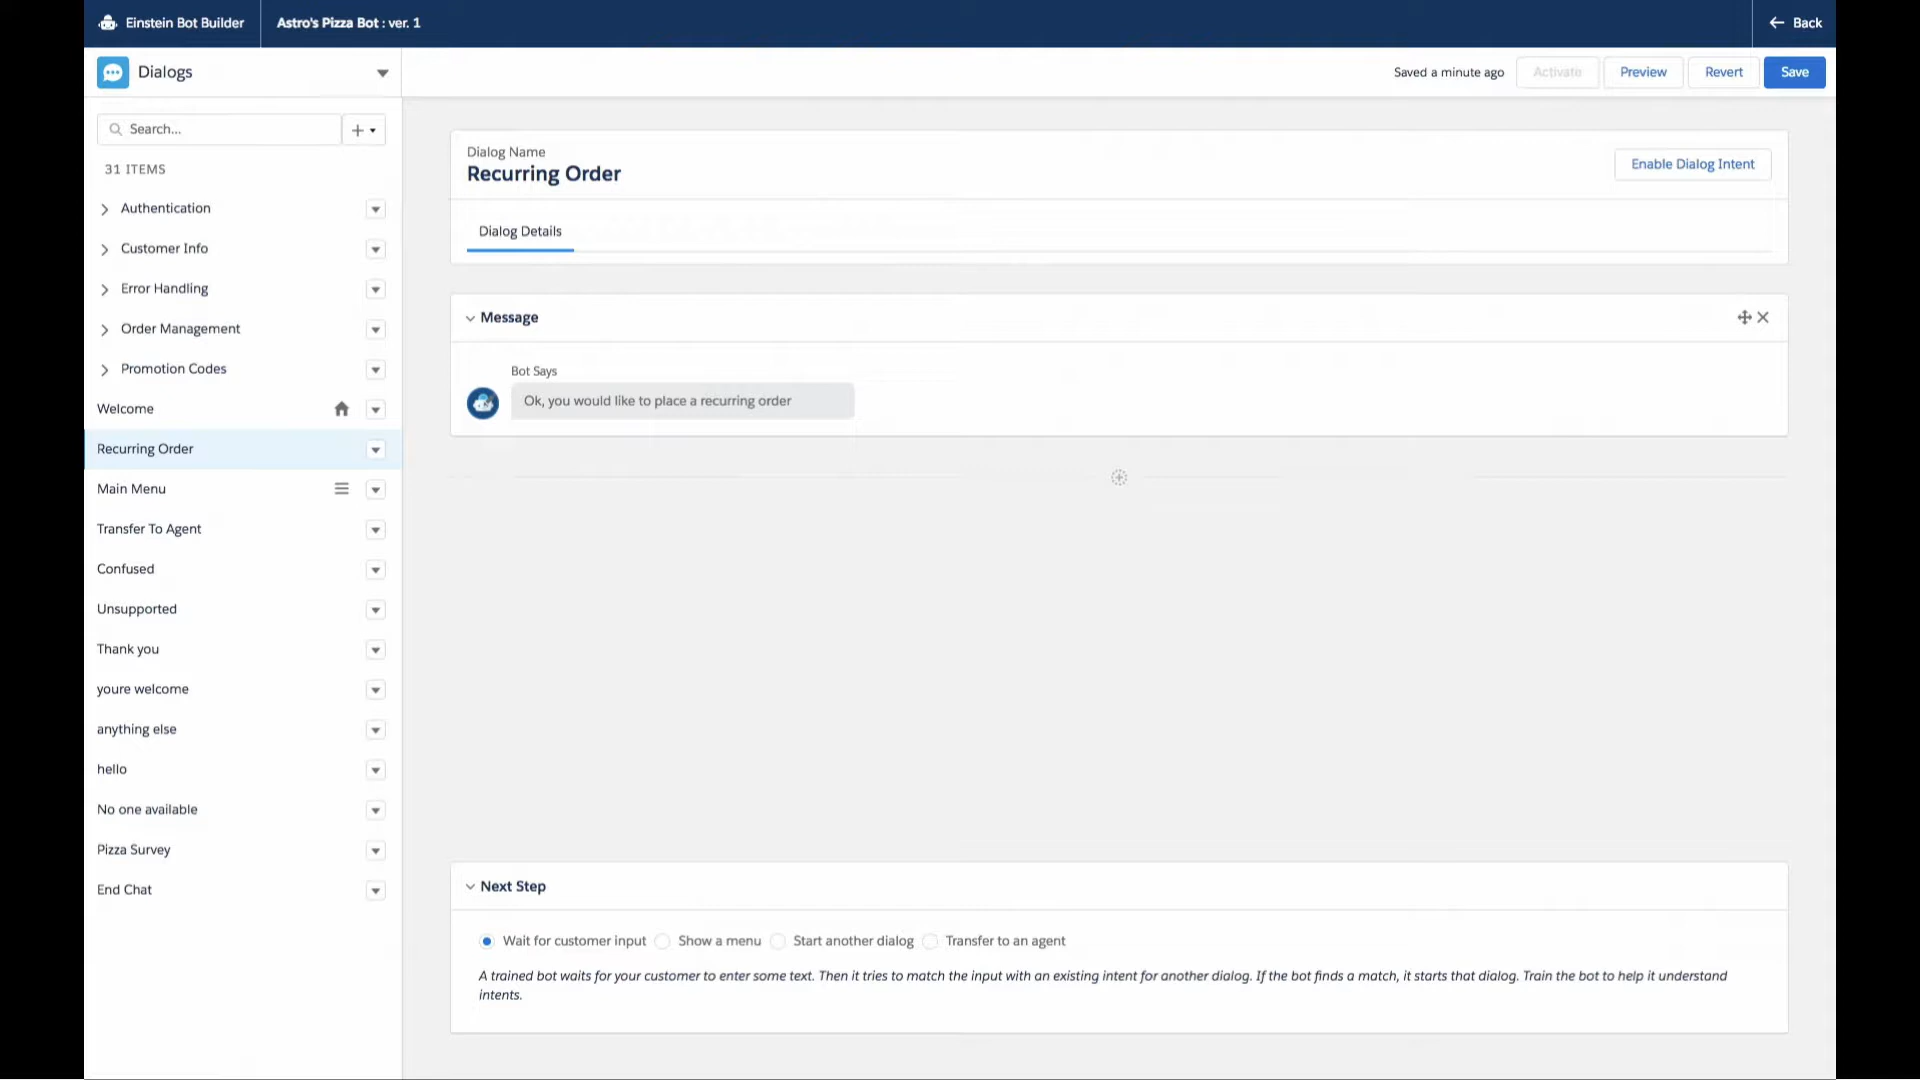 Einstein Bot Builder
Astro's Pizza Bot : ver. 1
Back
Dialogs
Saved a minute ago
Activate
Preview
Revert
Save
Search...
31 ITEMS
Authentication
Customer Info
Error Handling
Order Management
Promotion Codes
Welcome
Recurring Order
Main Menu
Transfer To Agent
Confused
Unsupported
Thank you
youre welcome
anything else
hello
No one available
Pizza Survey
End Chat
Dialog Name
Recurring Order
Enable Dialog Intent
Dialog Details
Message
Bot Says
Ok, you would like to place a recurring order
Next Step
Wait for customer input
Show a menu
Start another dialog
Transfer to an agent
A trained bot waits for your customer to enter some text. Then it tries to match the input with an existing intent for another dialog. If the bot finds a match, it starts that dialog. Train the bot to help it understand
intents.